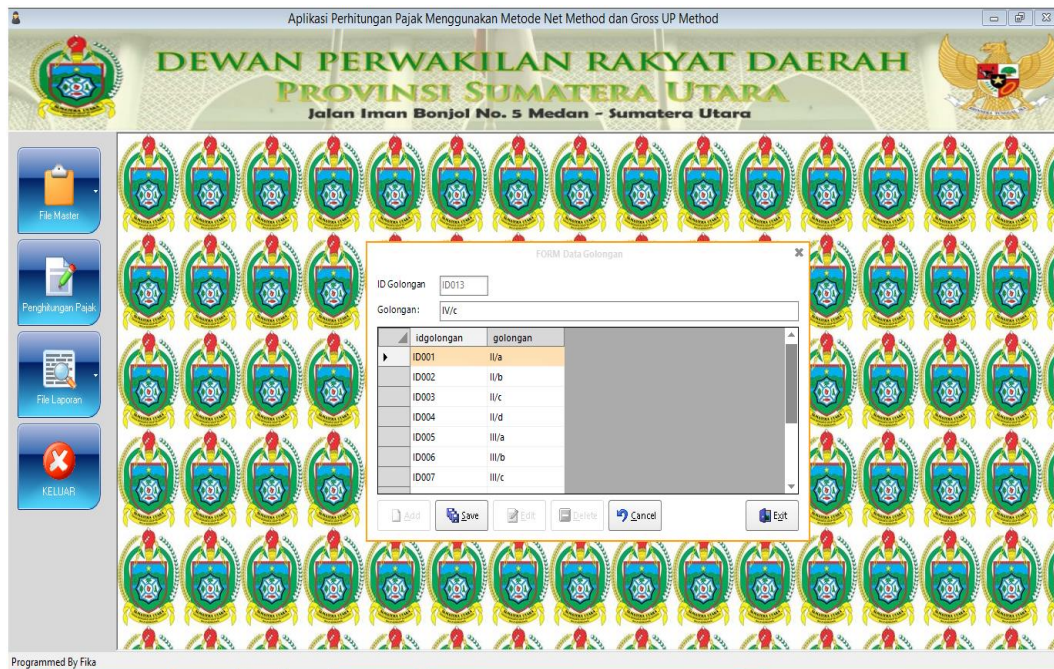 Aplikasi Perhitungan Pajak Menggunakan Metode Net Method dan Gross UP Method
DEWAN PERWAKILAN RAKYAT DAERAH
PROVINSI SUMATERA UTARA
Jalan Iman Bonjol No. 5 Medan - Sumatera Utara
File Master
Penghitungan Pajak
File Laporan
KELUAR
FORM Data Golongan
ID Golongan ID013
Golongan: IV/c
idgolongan golongan
ID001 II/a
ID002 II/b
ID003 II/c
ID004 II/d
ID005 III/a
ID006 III/b
ID007 III/c
Add Save Edit Delete Cancel Exit
Programmed By Fika